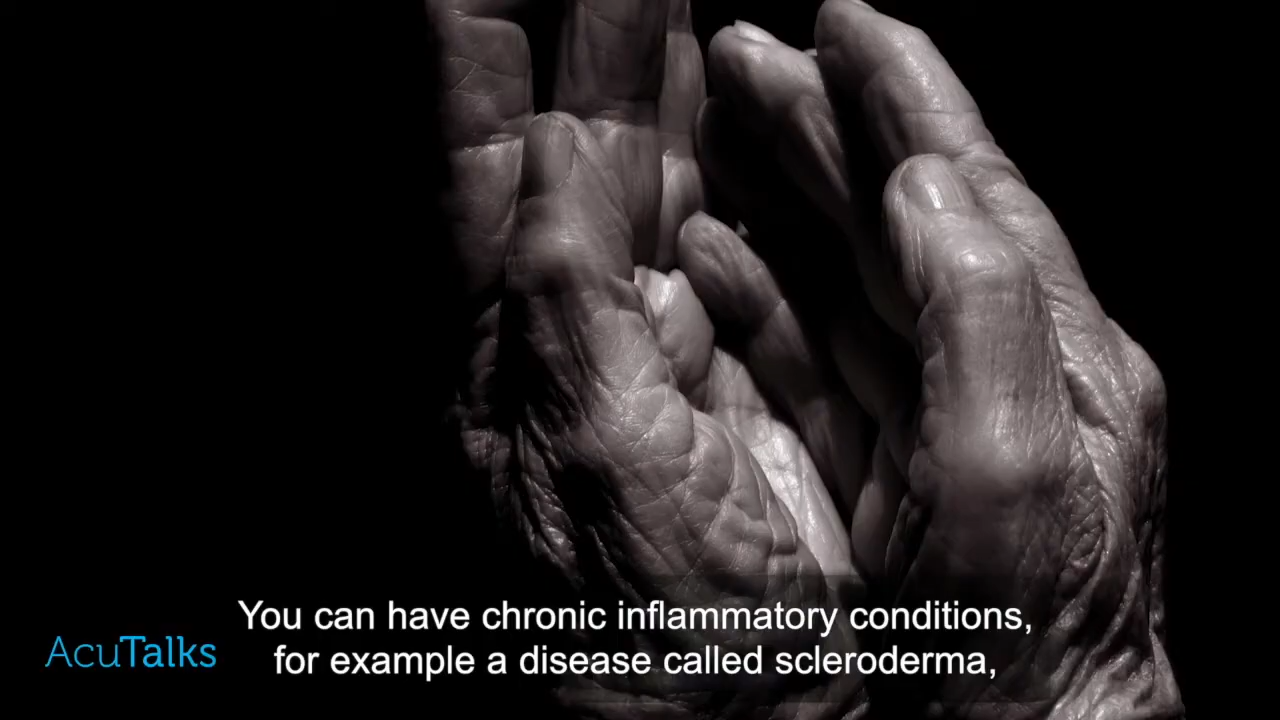 You can have chronic inflammatory conditions,
for example a disease called scleroderma,
AcuTalks